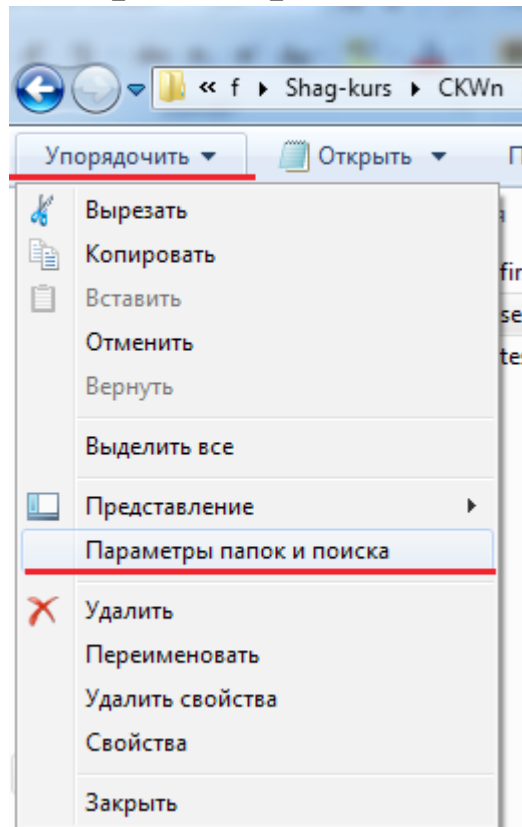 « f ▸ Shag-kurs ▸ CKWn
Упорядочить ▾ Открыть ▾
Вырезать
Копировать
Вставить
Отменить
Вернуть
Выделить все
Представление
Параметры папок и поиска
Удалить
Переименовать
Удалить свойства
Свойства
Закрыть